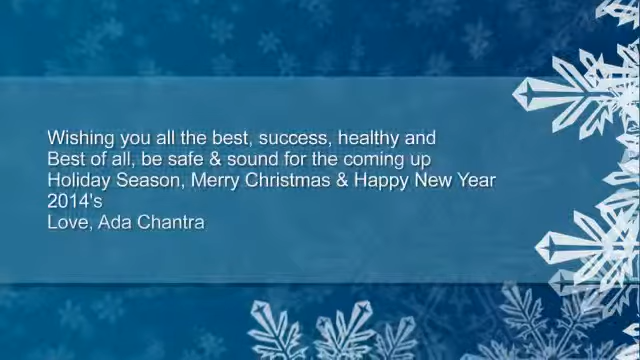 Wishing you all the best, success, healthy and
Best of all, be safe & sound for the coming up
Holiday Season, Merry Christmas & Happy New Year
2014's
Love, Ada Chantra